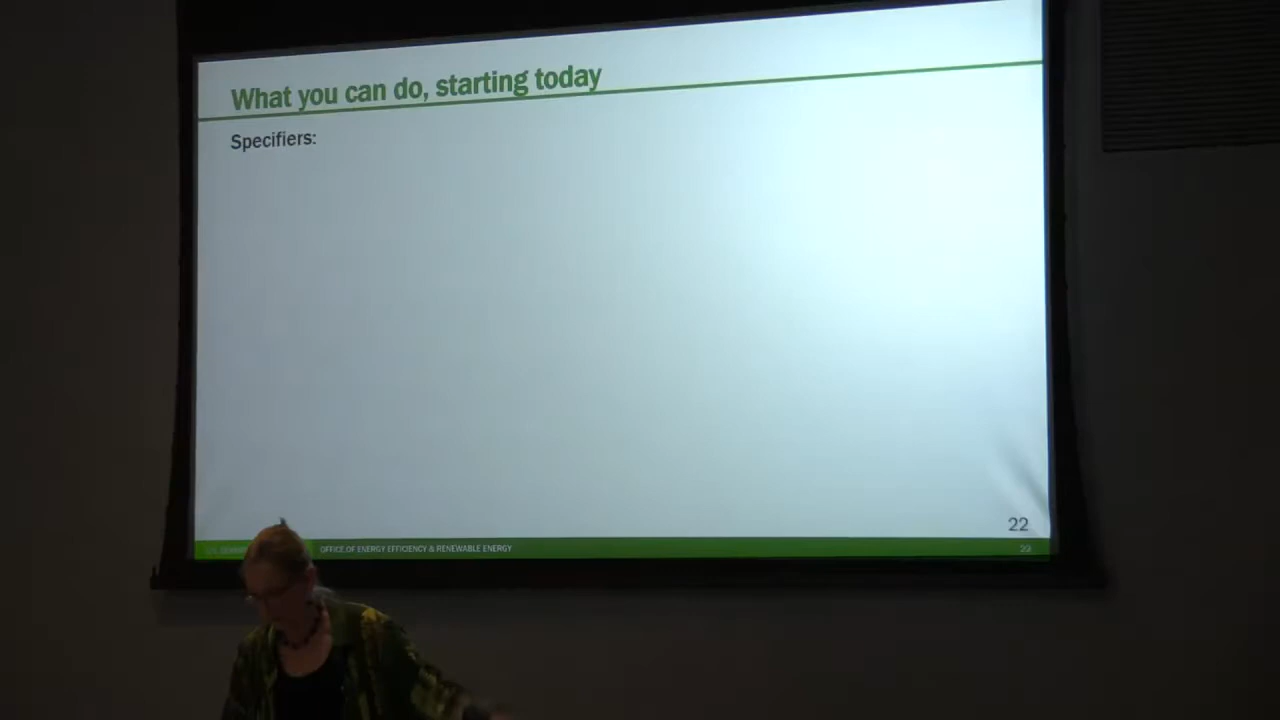 What you can do, starting today
Specifiers:
22
OFFICE OF ENERGY EFFICIENCY & RENEWABLE ENERGY